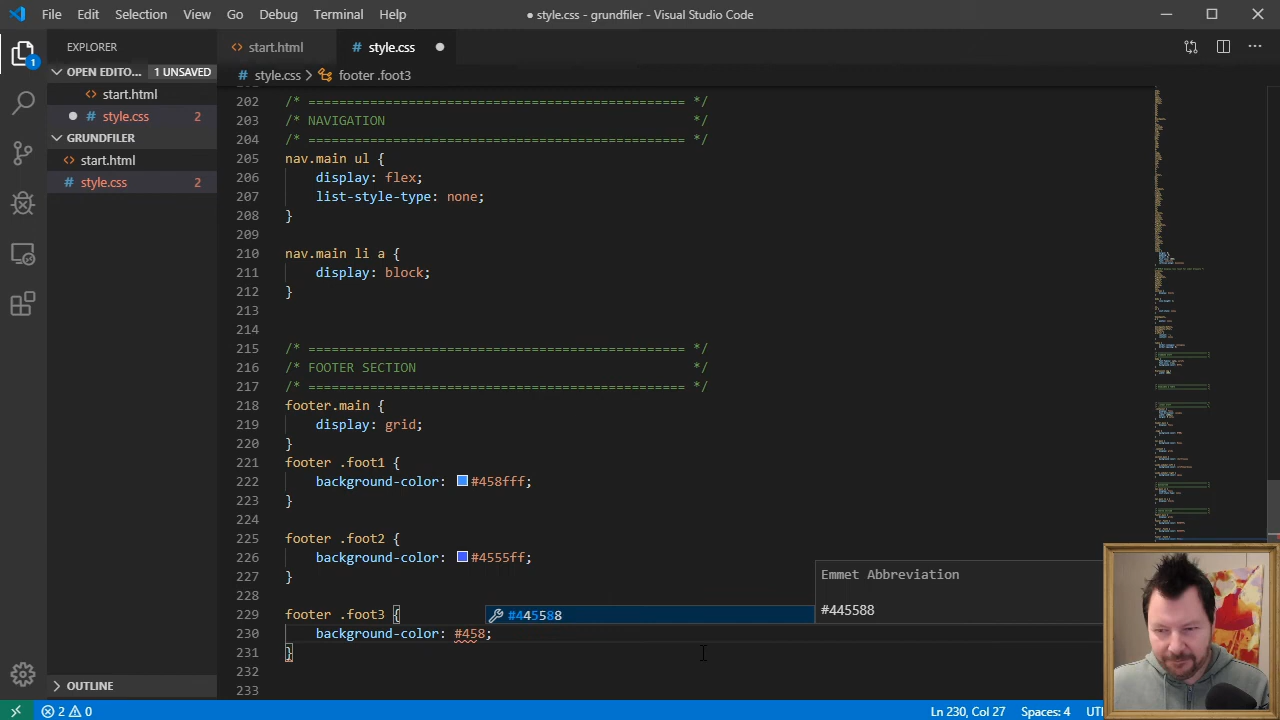 File Edit Selection View Go Debug Terminal Help
● style.css - grundfiler - Visual Studio Code
EXPLORER
start.html
# style.css
OPEN EDITO... 1 UNSAVED
# style.css > footer .foot3
start.html
# style.css 2
GRUNDFILER
start.html
# style.css 2
1
202 /* ================================================= */
203 /* NAVIGATION */
204 /* ================================================= */
205 nav.main ul {
206 display: flex;
207 list-style-type: none;
208 }
209
210 nav.main li a {
211 display: block;
212 }
213
214
215 /* ================================================= */
216 /* FOOTER SECTION */
217 /* ================================================= */
218 footer.main {
219 display: grid;
220 }
221 footer .foot1 {
222 background-color: #458fff;
223 }
224
225 footer .foot2 {
226 background-color: #4555ff;
227 }
228
229 footer .foot3 {
#445588
Emmet Abbreviation
#445588
230 background-color: #458;
231 }
232
233
OUTLINE
2 0
Ln 230, Col 27 Spaces: 4